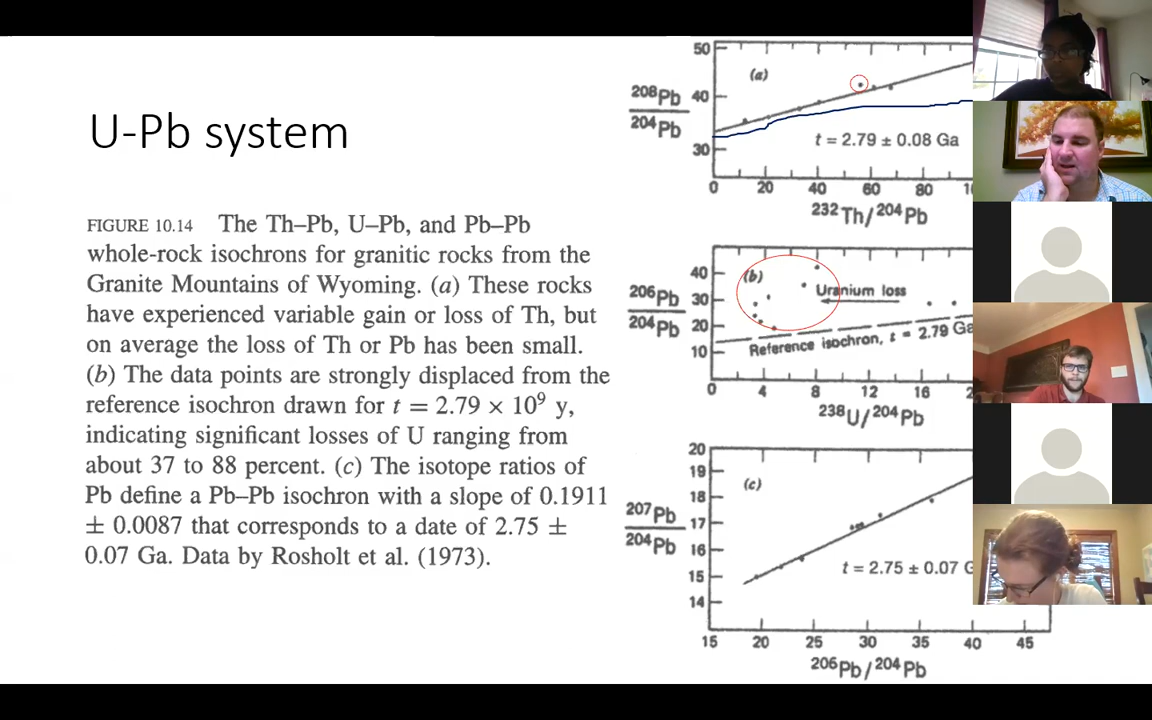 U-Pb system
FIGURE 10.14 The Th–Pb, U–Pb, and Pb–Pb
whole-rock isochrons for granitic rocks from the
Granite Mountains of Wyoming. (a) These rocks
have experienced variable gain or loss of Th, but
on average the loss of Th or Pb has been small.
(b) The data points are strongly displaced from the
reference isochron drawn for t = 2.79 × 10⁹ y,
indicating significant losses of U ranging from
about 37 to 88 percent. (c) The isotope ratios of
Pb define a Pb–Pb isochron with a slope of 0.1911
± 0.0087 that corresponds to a date of 2.75 ±
0.07 Ga. Data by Rosholt et al. (1973).
50
(a)
208Pb
204Pb
40
30
t = 2.79 ± 0.08 Ga
0 20 40 60 80
232Th/204Pb
(b)
206Pb
204Pb
40
30
20
10
Uranium loss
Reference isochron, t = 2.79 Ga
0 4 8 12 16
238U/204Pb
20
19
(c)
18
207Pb
204Pb
17
16
15
14
t = 2.75 ± 0.07
15 20 25 30 35 40 45
206Pb/204Pb